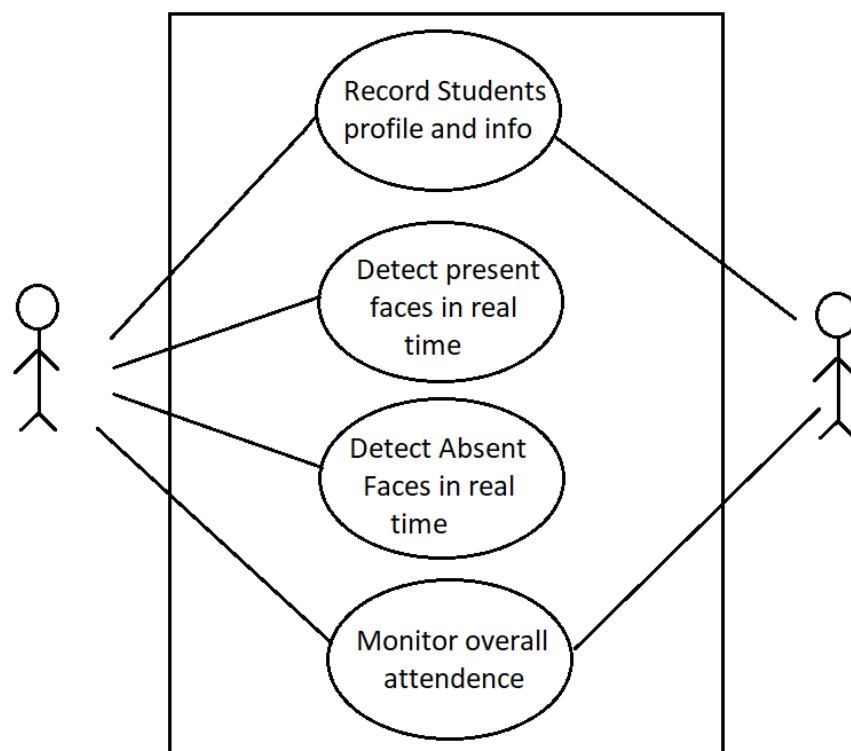 Record Students
profile and info
Detect present
faces in real
time
Detect Absent
Faces in real
time
Monitor overall
attendence